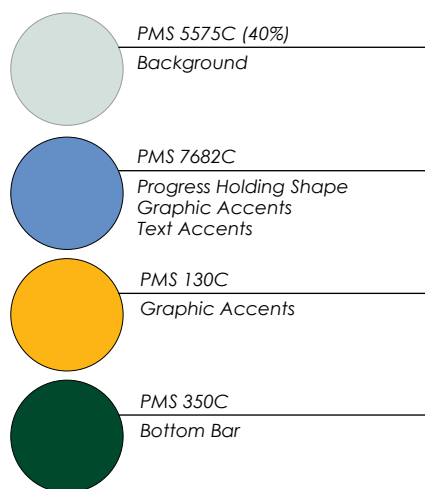 PMS 5575C (40%)
Background
PMS 7682C
Progress Holding Shape
Graphic Accents
Text Accents
PMS 130C
Graphic Accents
PMS 350C
Bottom Bar